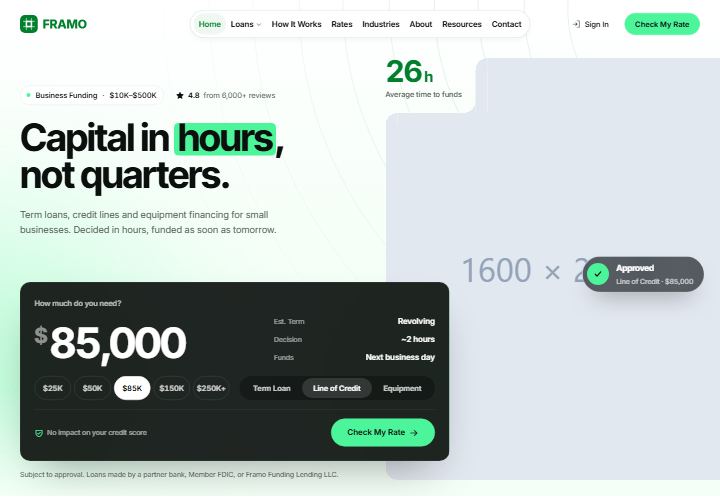 FRAMO
Home Loans How It Works Rates Industries About Resources Contact
Sign In
Check My Rate
26h
Average time to funds
Business Funding · $10K–$500K
4.8 from 6,000+ reviews
Capital in hours,
not quarters.
Term loans, credit lines and equipment financing for small
businesses. Decided in hours, funded as soon as tomorrow.
1600 × 2
Approved
Line of Credit · $85,000
How much do you need?
$85,000
Est. Term Revolving
Decision ~2 hours
Funds Next business day
$25K $50K $85K $150K $250K+
Term Loan Line of Credit Equipment
No impact on your credit score
Check My Rate →
Subject to approval. Loans made by a partner bank, Member FDIC, or Framo Funding Lending LLC.